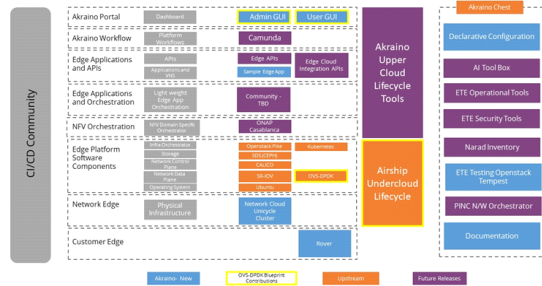 CI/CD Community
Akraino Portal
Dashboard
Admin GUI
User GUI
Akraino Workflow
Platform
Workflows
Camunda
Edge Applications
and APIs
APIs
Applications and
VNS
Edge APIs
Sample Edge App
Edge Cloud
Integration APIs
Edge Applications
and Orchestration
Light weight
Edge App
Orchestration
Community -
TBD
NFV Orchestration
NFV Domain Specific
Orchestrator
ONAP
Casablanca
Edge Platform
Software
Components
Infra Orchestrator
Storage
Network Control
Plane
Network Data
Plane
Operating System
Openstack Pike
Kubernetes
SDS(CEPH)
CALICO
SR-IOV
OVS-DPDK
Ubuntu
Network Edge
Physical
Infrastructure
Network Cloud
Unicycle
Cluster
Customer Edge
Rover
Akraino
Upper
Cloud
Lifecycle
Tools
Airship
Undercloud
Lifecycle
Akraino Chest
Declarative Configuration
AI Tool Box
ETE Operational Tools
ETE Security Tools
Narad Inventory
ETE Testing Openstack
Tempest
PINC N/W Orchestrator
Documentation
Akraino- New
OVS-DPDK Blueprint
Contributions
Upstream
Future Releases